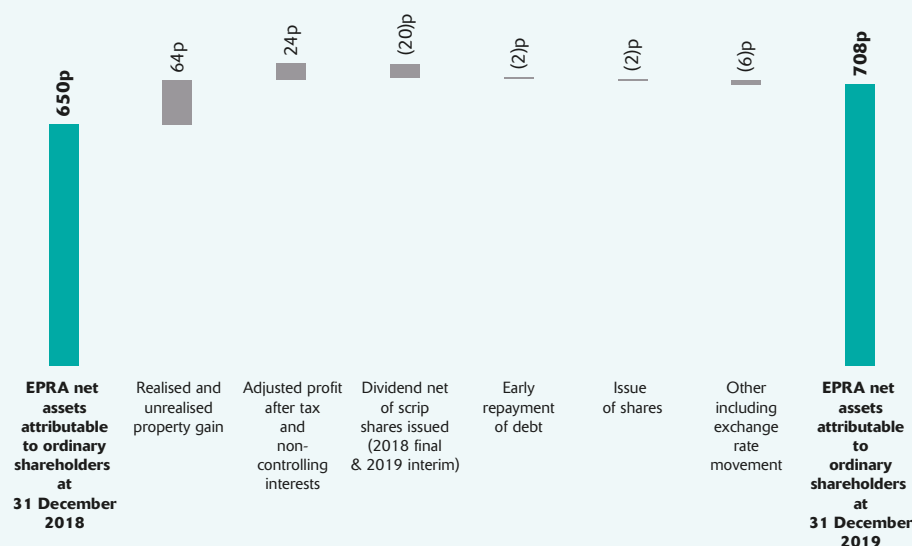 650p
64p
24p
(20)p
(2)p
(2)p
(6)p
708p
EPRA net
assets
attributable
to ordinary
shareholders
at
31 December
2018
Realised and
unrealised
property gain
Adjusted profit
after tax
and
non-
controlling
interests
Dividend net
of scrip
shares issued
(2018 final
& 2019 interim)
Early
repayment
of debt
Issue
of shares
Other
including
exchange
rate
movement
EPRA net
assets
attributable
to
ordinary
shareholders
at
31 December
2019